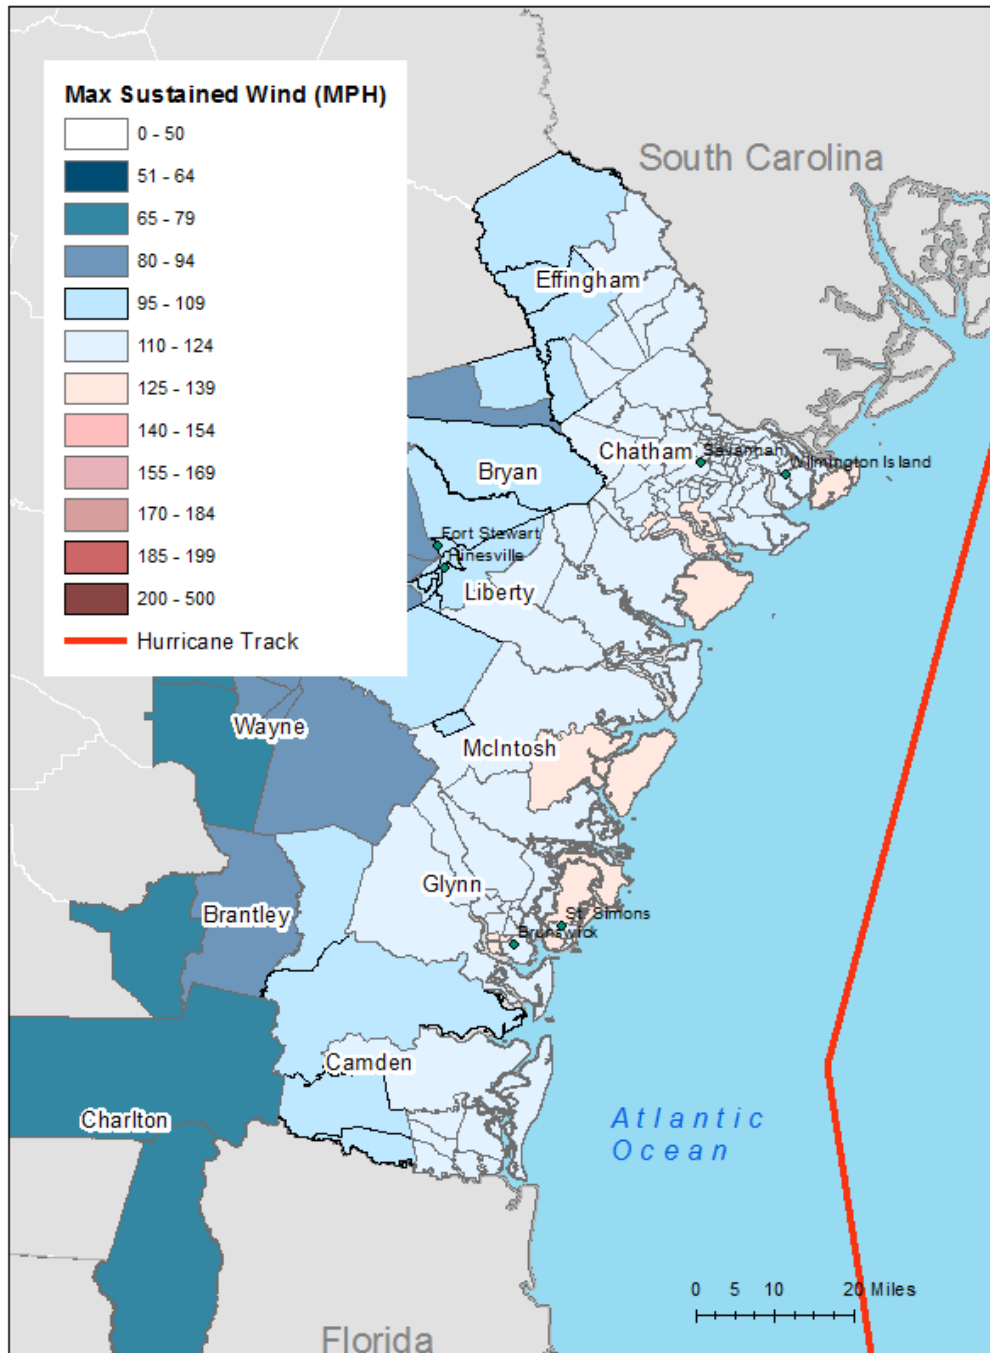 Max Sustained Wind (MPH)
0 - 50
51 - 64
65 - 79
80 - 94
95 - 109
110 - 124
125 - 139
140 - 154
155 - 169
170 - 184
185 - 199
200 - 500
Hurricane Track
South Carolina
Effingham
Chatham
Savannah
Wilmington Island
Bryan
Fort Stewart
Hinesville
Liberty
Wayne
McIntosh
Glynn
Brantley
St. Simons
Brunswick
Camden
Charlton
Atlantic
Ocean
0 5 10 20 Miles
Florida